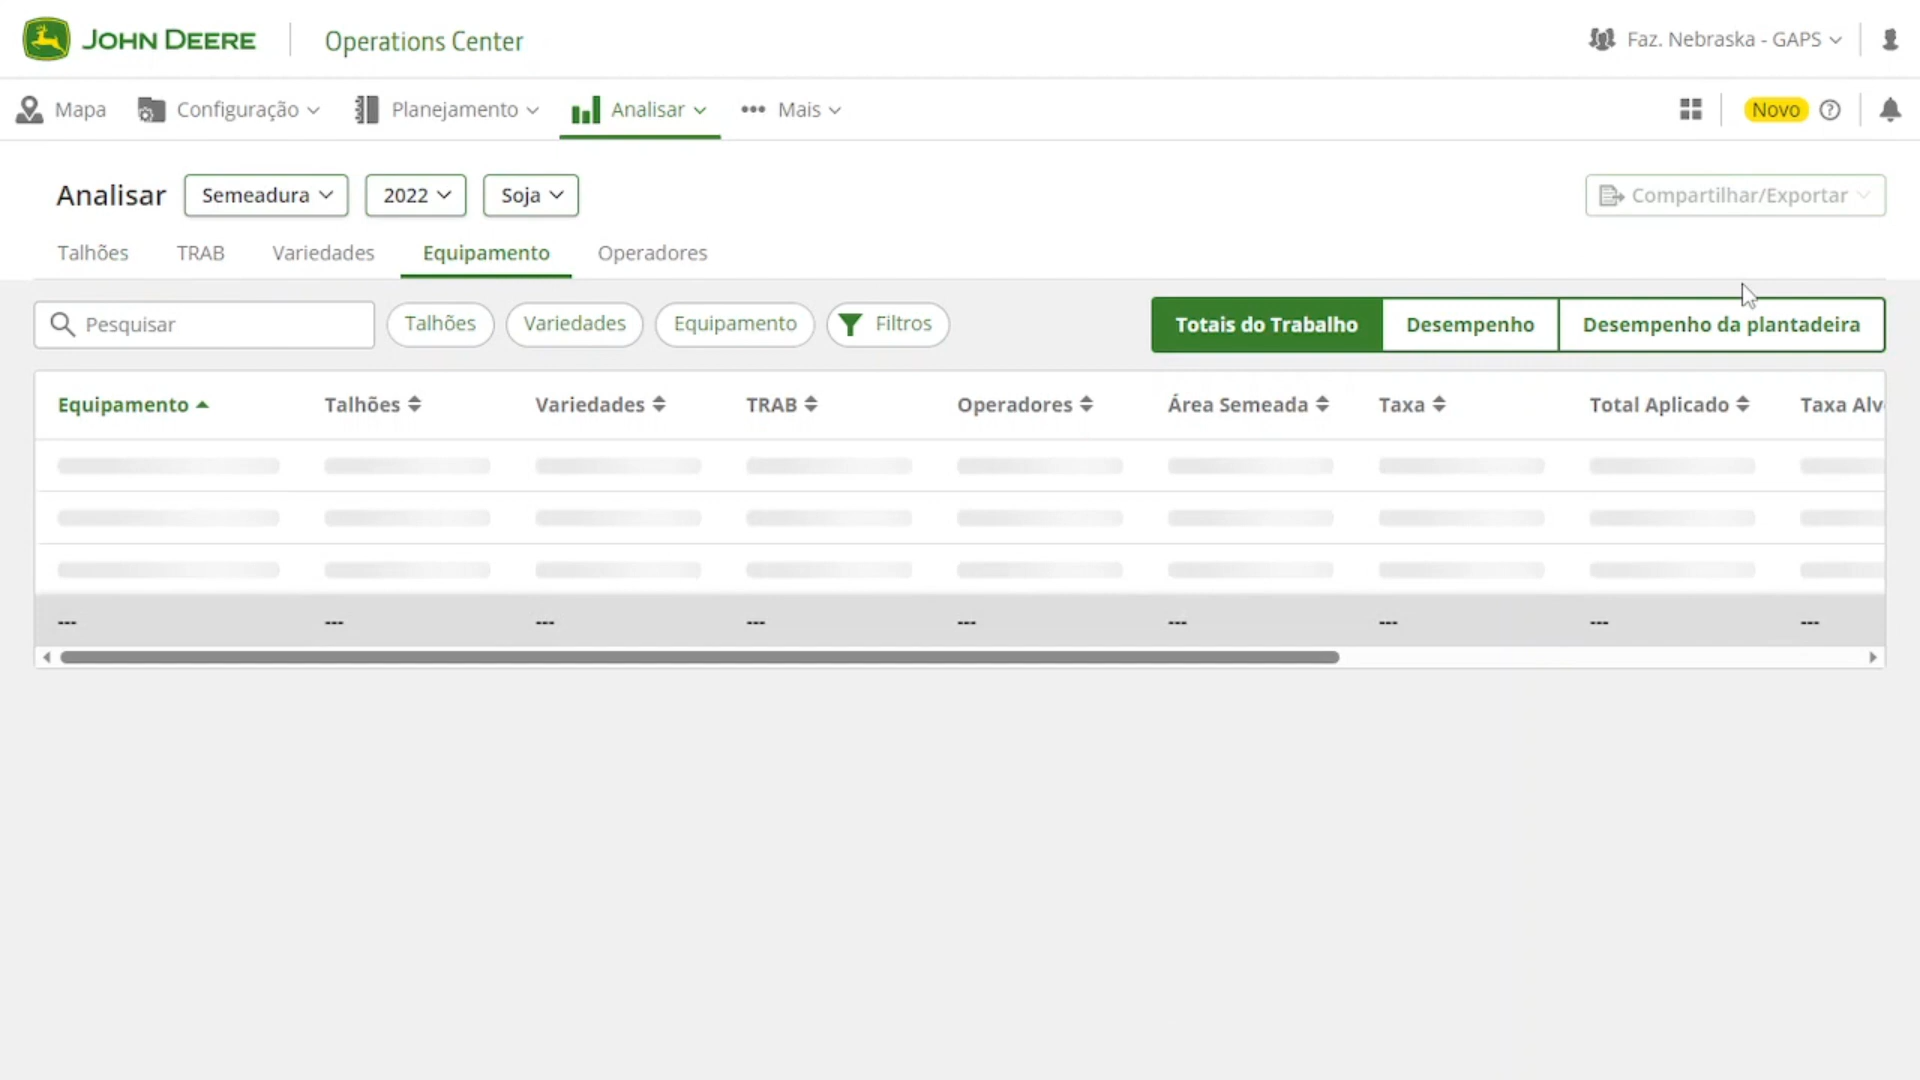 JOHN DEERE Operations Center Faz. Nebraska - GAPS
Mapa Configuração Planejamento Analisar Mais Novo
Analisar Semeadura 2022 Soja Compartilhar/Exportar
Talhões TRAB Variedades Equipamento Operadores
Pesquisar Talhões Variedades Equipamento Filtros Totais do Trabalho Desempenho Desempenho da plantadeira
Equipamento Talhões Variedades TRAB Operadores Área Semeada Taxa Total Aplicado Taxa Alv
--- --- --- --- --- --- --- --- ---